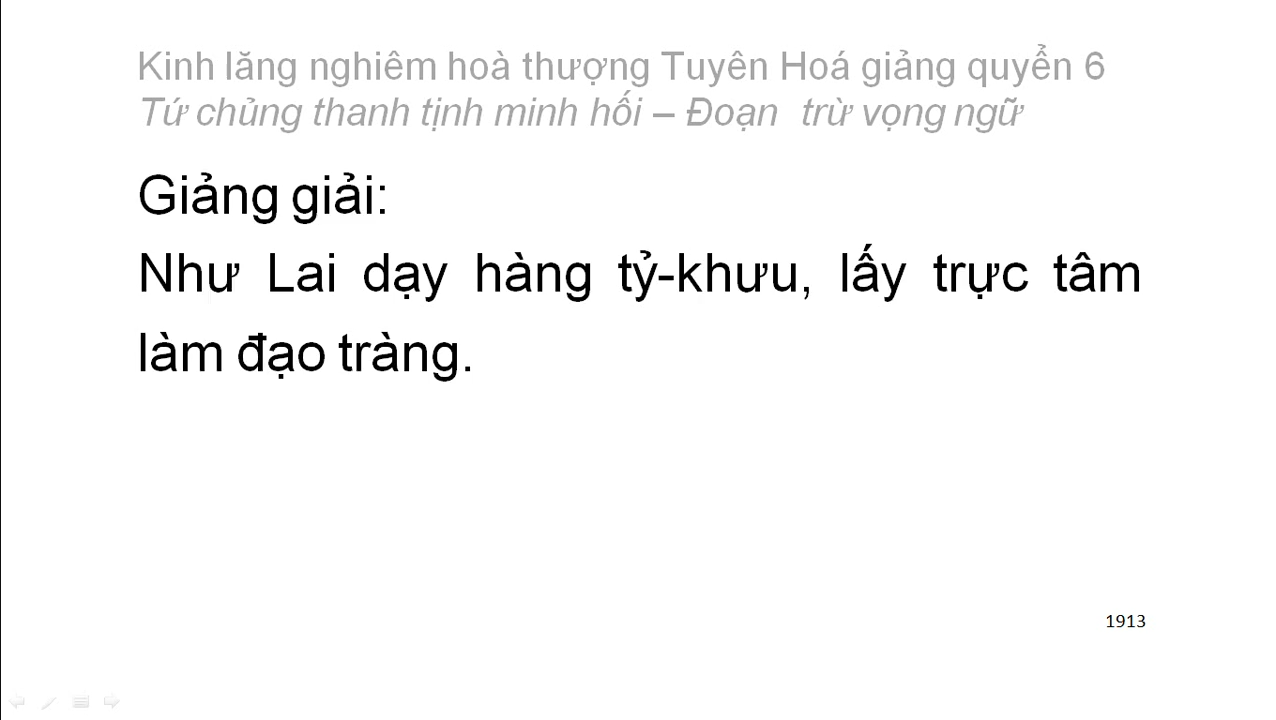 Kinh lăng nghiêm hoà thượng Tuyên Hoá giảng quyển 6
Tứ chủng thanh tịnh minh hối – Đoạn  trừ vọng ngữ
Giảng giải:
Như Lai dạy hàng tỷ-khưu, lấy trực tâm
làm đạo tràng.
1913